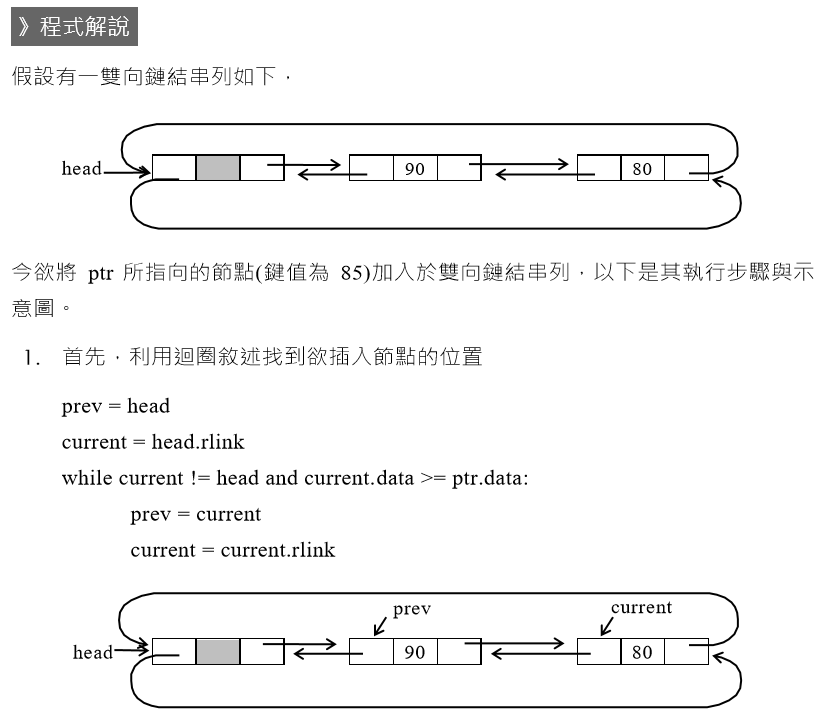 》程式解說
假設有一雙向鏈結串列如下，
head
90
80
今欲將 ptr 所指向的節點(鍵值為 85)加入於雙向鏈結串列，以下是其執行步驟與示
意圖。
1. 首先，利用迴圈敘述找到欲插入節點的位置
prev = head
current = head.rlink
while current != head and current.data >= ptr.data:
prev = current
current = current.rlink
prev
current
head
90
80